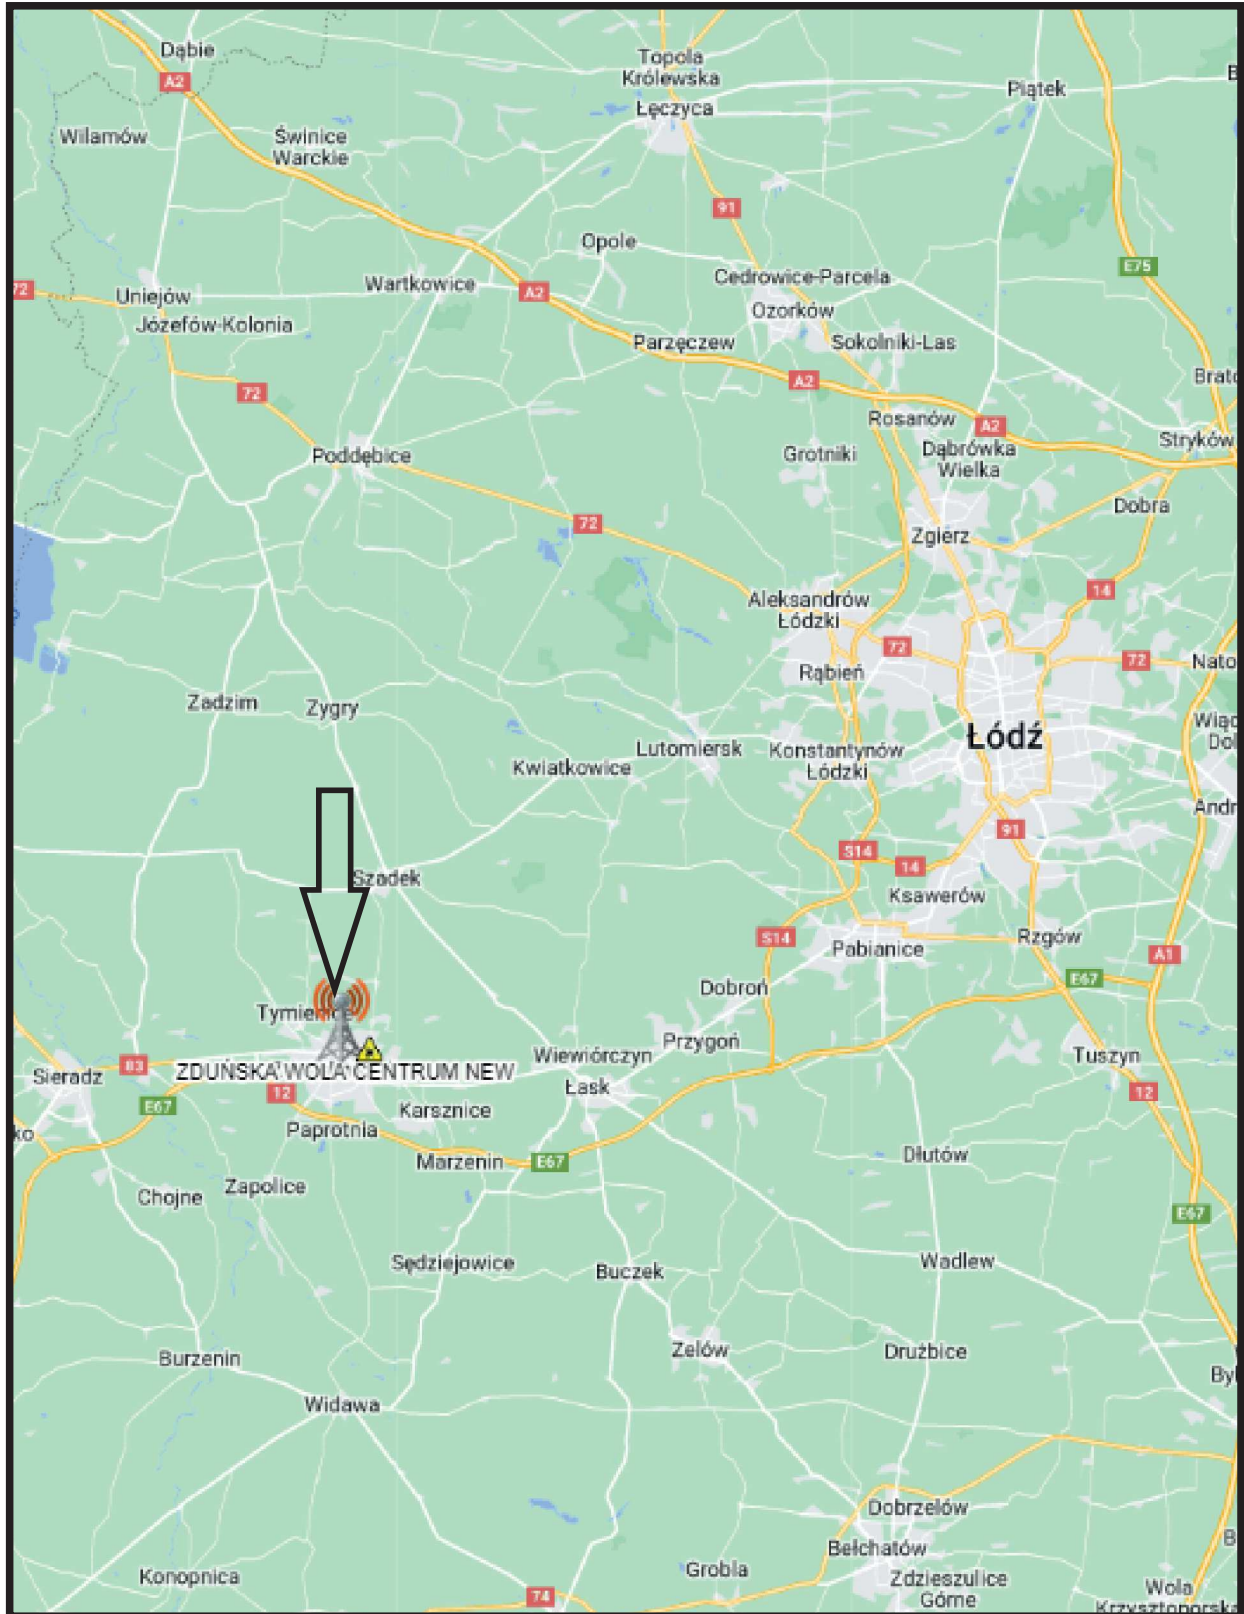 Dąbie
A2
Topola
Królewska
Łęczyca
Piątek
Wilamów
Świnice
Warckie
91
Opole
E75
Cedrowice-Parcela
Wartkowice
72
A2
Uniejów
Ozorków
Józefów-Kolonia
Parzęczew
Sokolniki-Las
A2
72
Rosanów
A2
Stryków
Poddębice
Grotniki
Dąbrówka
Wielka
Dobra
72
Zgierz
14
Aleksandrów
Łódzki
72
72
Rąbień
Zadzim
Zygry
Łódź
Lutomiersk
Konstantynów
Łódzki
Kwiatkowice
91
S14
14
Szadek
Ksawerów
S14
Rzgów
Pabianice
A1
E67
Dobroń
Tymienice
Przygoń
Wiewiórczyn
Tuszyn
83
Sieradz
ZDUŃSKA WOLA CENTRUM NEW
Łask
12
12
E67
Karsznice
Paprotnia
ko
Marzenin
E67
Dłutów
Zapolice
Chojne
E67
Sędziejowice
Buczek
Wadlew
Zelów
Drużbice
Burzenin
Widawa
Dobrzelów
Bełchatów
Grobla
Konopnica
Zdzieszulice
Górne
Wola
Krzysztoporska
74